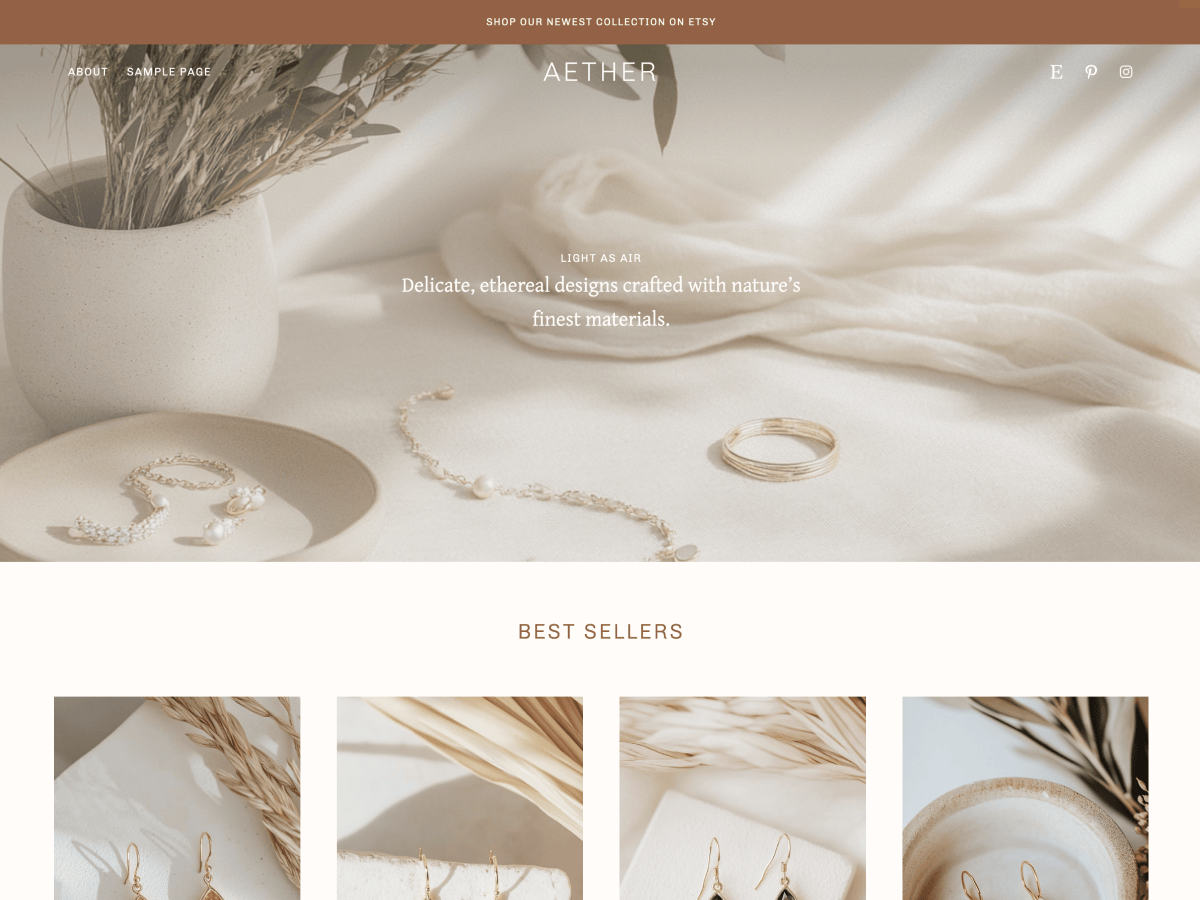 SHOP OUR NEWEST COLLECTION ON ETSY
ABOUT SAMPLE PAGE
AETHER
E
LIGHT AS AIR
Delicate, ethereal designs crafted with nature’s
finest materials.
BEST SELLERS